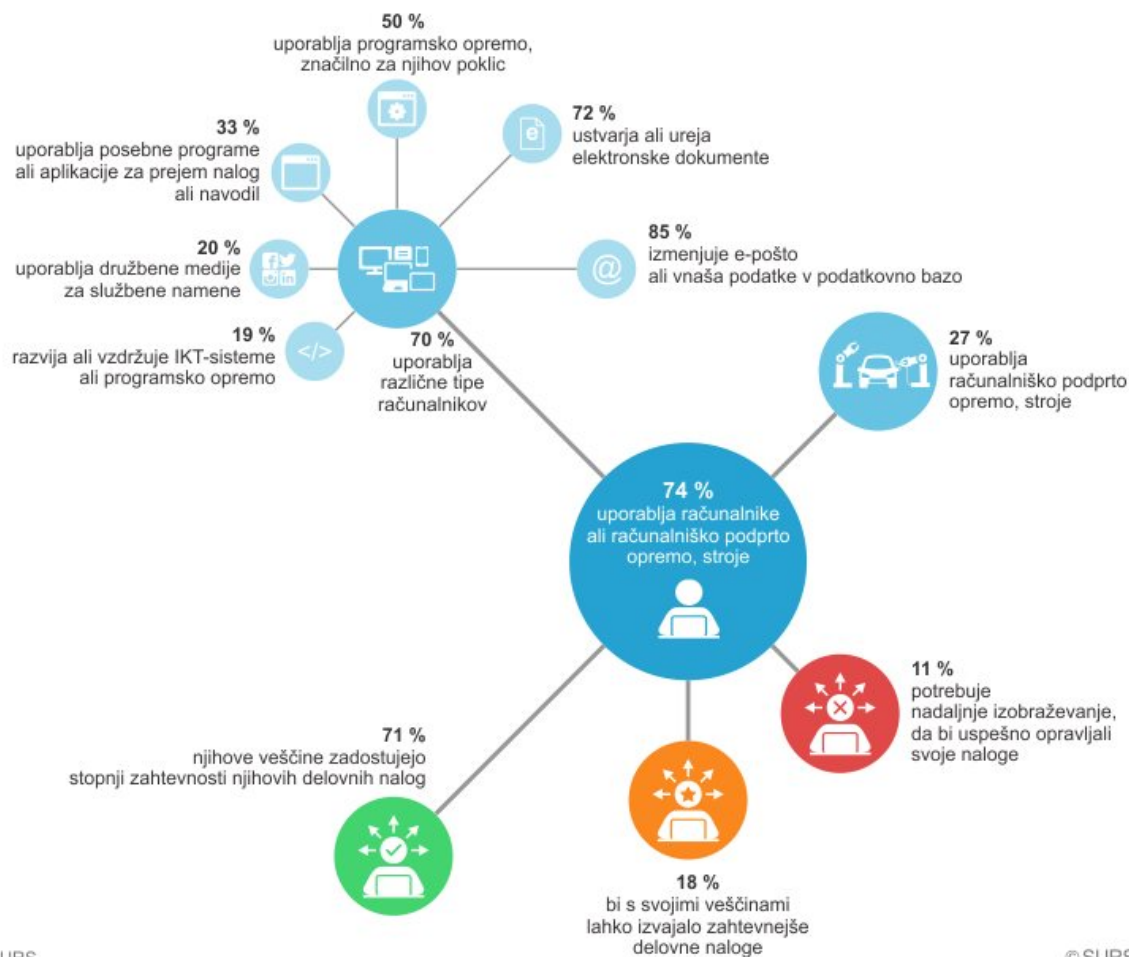 50 %
uporablja programsko opremo,
značilno za njihov poklic
72 %
ustvarja ali ureja
elektronske dokumente
33 %
uporablja posebne programe
ali aplikacije za prejem nalog
ali navodil
20 %
uporablja družbene medije
za službene namene
85 %
izmenjuje e-pošto
ali vnaša podatke v podatkovno bazo
19 %
razvija ali vzdržuje IKT-sisteme
ali programsko opremo
70 %
uporablja
različne tipe
računalnikov
27 %
uporablja
računalniško podprto
opremo, stroje
74 %
uporablja računalnike
ali računalniško podprto
opremo, stroje
11 %
potrebuje
nadaljnje izobraževanje,
da bi uspešno opravljali
svoje naloge
71 %
njihove veščine zadostujejo
stopnji zahtevnosti njihovih delovnih nalog
18 %
bi s svojimi veščinami
lahko izvajalo zahtevnejše
delovne naloge